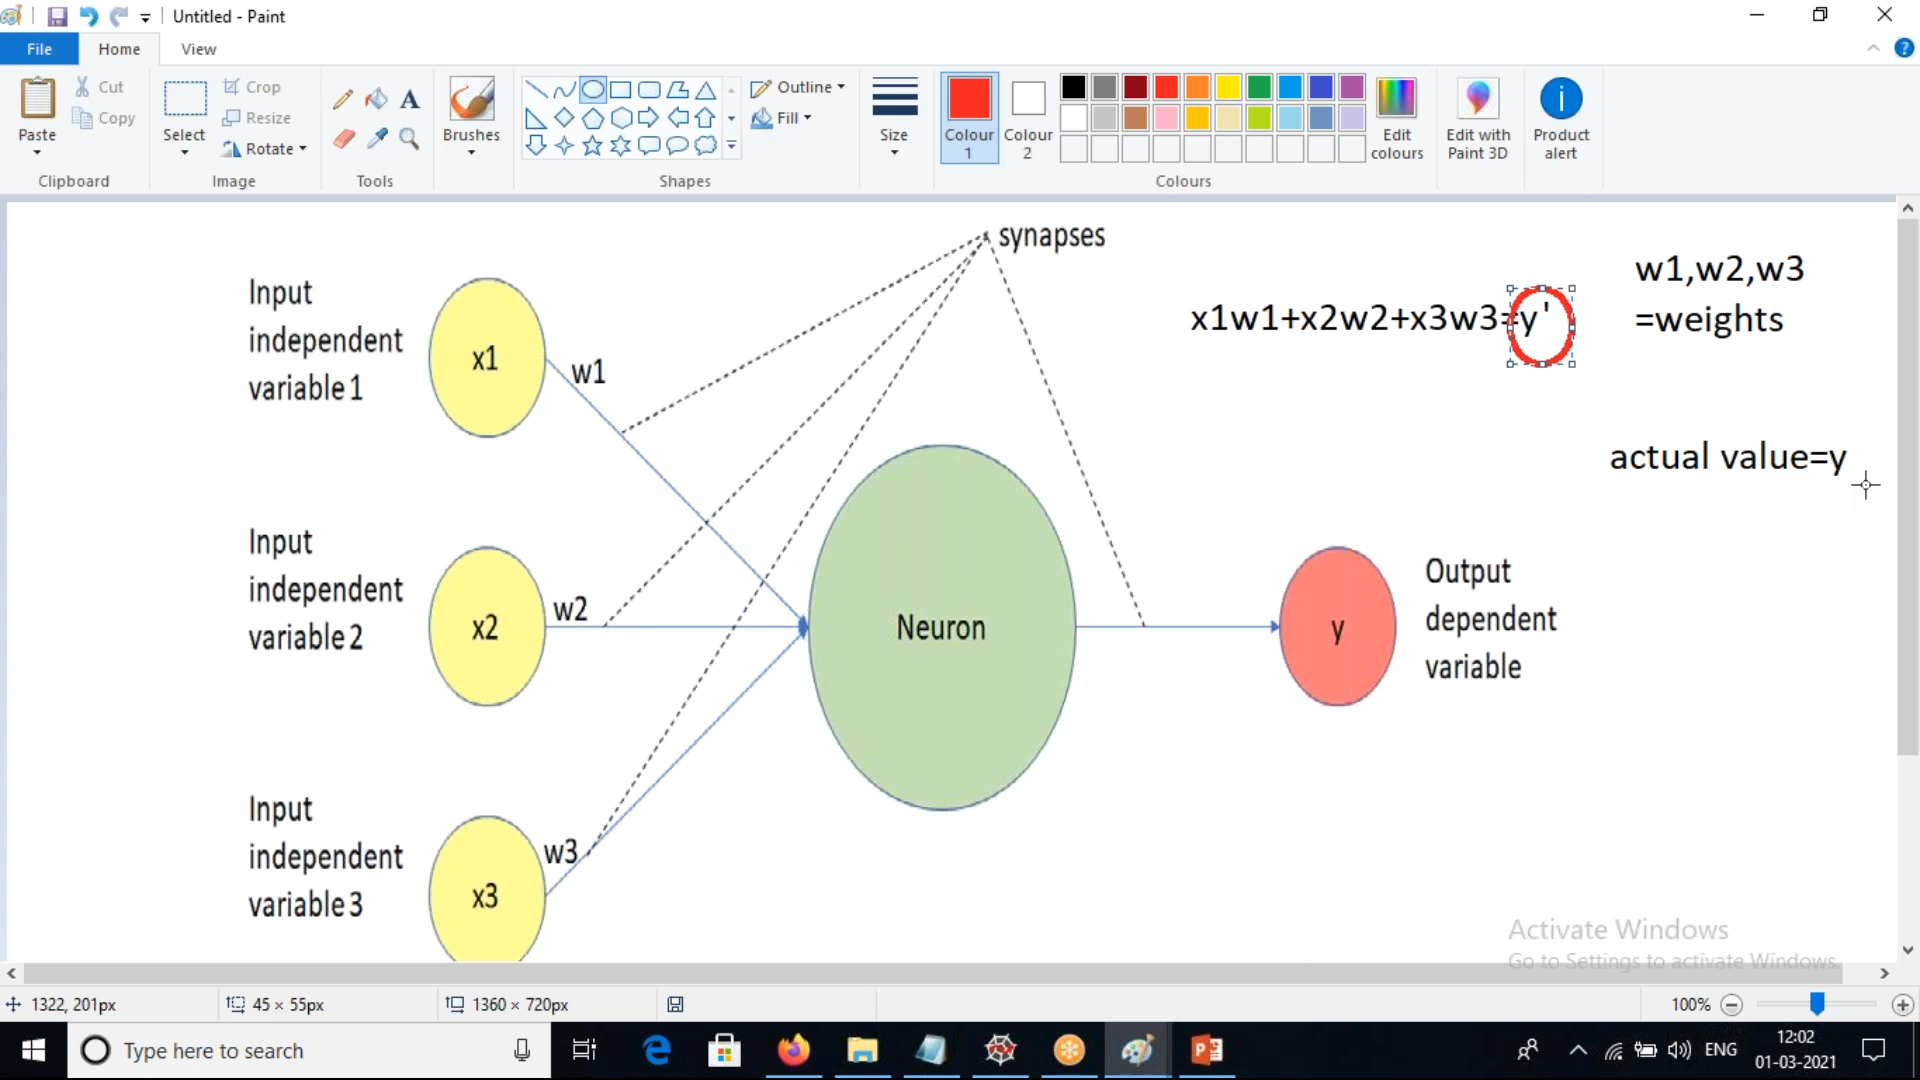 Untitled - Paint
File Home View
Paste
Cut
Copy
Clipboard
Select
Crop
Resize
Rotate
Image
Tools
Brushes
Shapes
Outline
Fill
Size
Colour 1
Colour 2
Edit colours
Colours
Edit with Paint 3D
Product alert
synapses
w1,w2,w3
=weights
x1w1+x2w2+x3w3=y'
actual value=y
Input
independent
variable 1
x1
w1
Input
independent
variable 2
x2
w2
Neuron
y
Output
dependent
variable
Input
independent
variable 3
x3
w3
Activate Windows
Go to Settings to activate Windows.
1322, 201px
45 × 55px
1360 × 720px
100%
Type here to search
ENG
12:02
01-03-2021